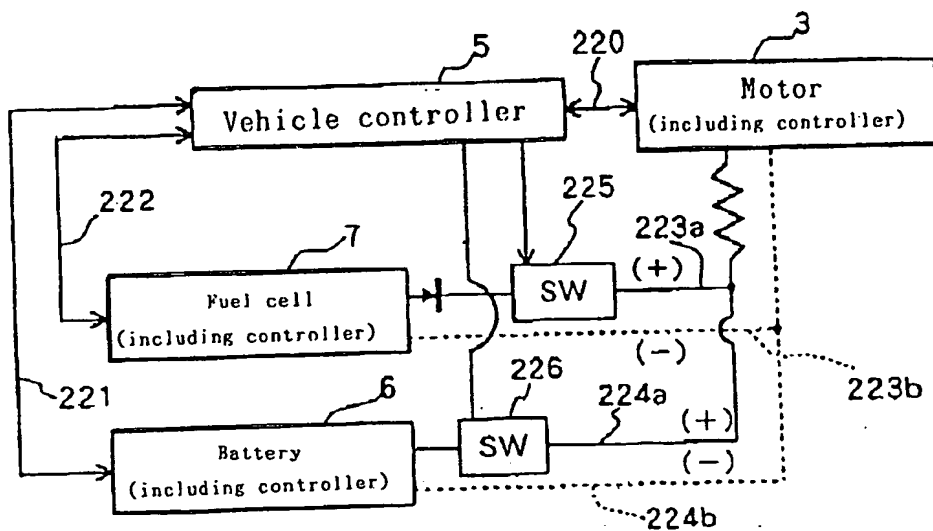 5
220
3
Vehicle controller
Motor
(including controller)
222
7
225
223a
(+)
SW
Fuel cell
(including controller)
(-)
223b
221
6
226
224a
(+)
SW
(-)
Battery
(including controller)
224b